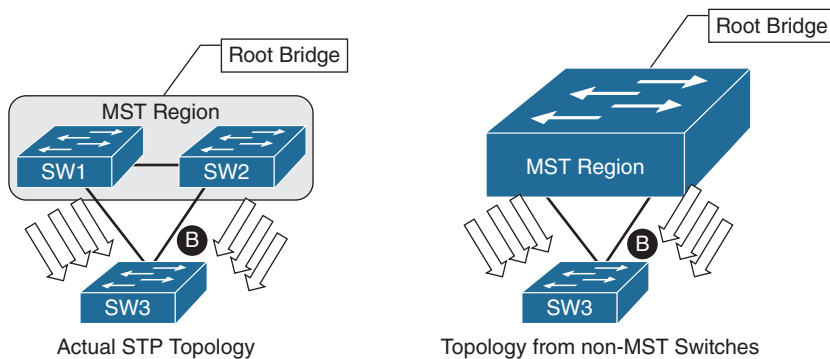 Root Bridge
MST Region
SW1
SW2
B
SW3
Actual STP Topology
Root Bridge
MST Region
B
SW3
Topology from non-MST Switches